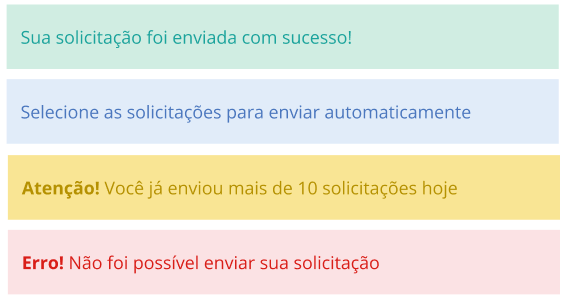 Sua solicitação foi enviada com sucesso!
Selecione as solicitações para enviar automaticamente
Atenção! Você já enviou mais de 10 solicitações hoje
Erro! Não foi possível enviar sua solicitação